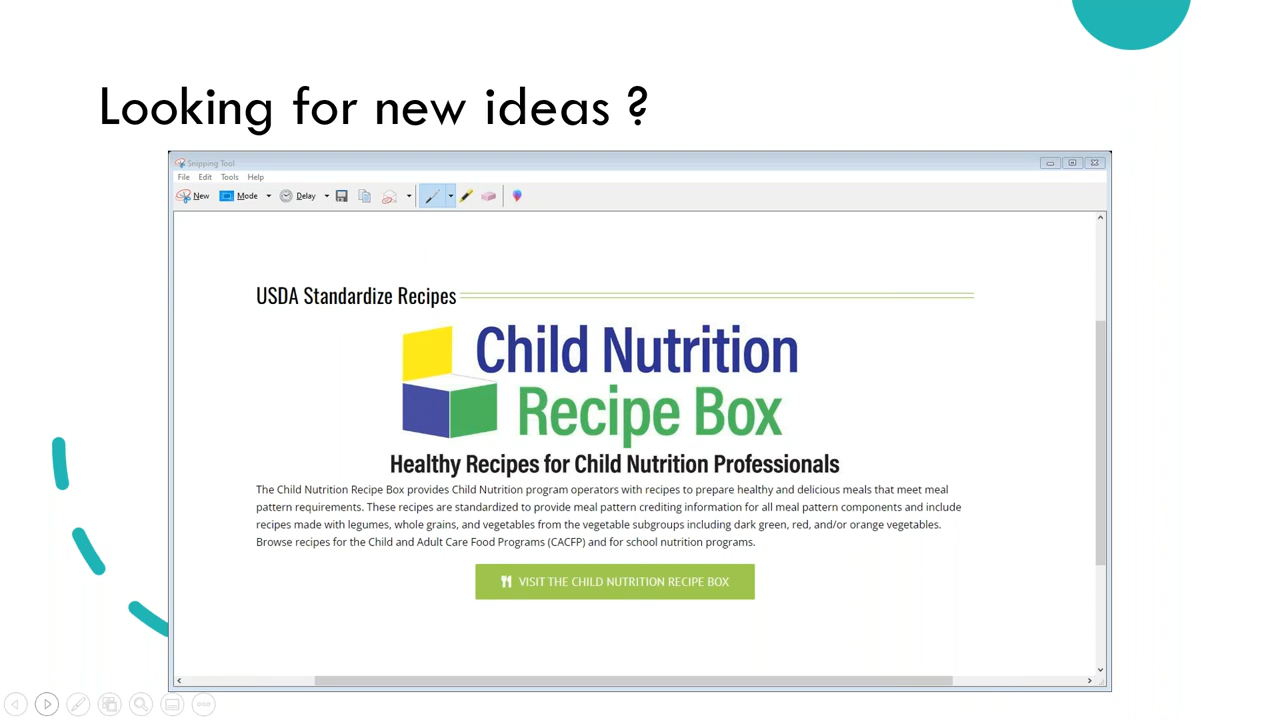 Looking for new ideas ?
Snipping Tool
File Edit Tools Help
New Mode Delay
USDA Standardize Recipes
Child Nutrition
Recipe Box
Healthy Recipes for Child Nutrition Professionals
The Child Nutrition Recipe Box provides Child Nutrition program operators with recipes to prepare healthy and delicious meals that meet meal
pattern requirements. These recipes are standardized to provide meal pattern crediting information for all meal pattern components and include
recipes made with legumes, whole grains, and vegetables from the vegetable subgroups including dark green, red, and/or orange vegetables.
Browse recipes for the Child and Adult Care Food Programs (CACFP) and for school nutrition programs.
VISIT THE CHILD NUTRITION RECIPE BOX